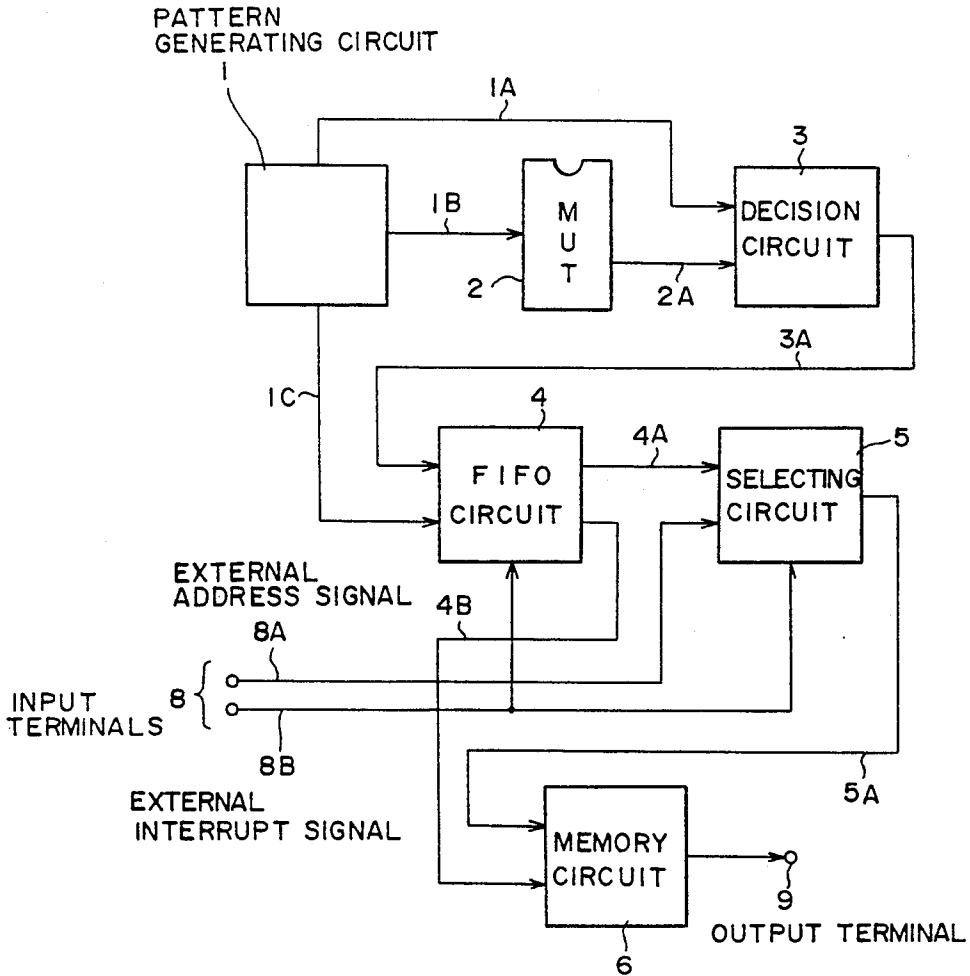 PATTERN
GENERATING CIRCUIT
1
1A
3
1B
M
U
T
DECISION
CIRCUIT
2
2A
3A
1C
4
4A
5
FIFO
CIRCUIT
SELECTING
CIRCUIT
EXTERNAL
ADDRESS SIGNAL
4B
8A
8
INPUT
TERMINALS
8B
5A
EXTERNAL
INTERRUPT SIGNAL
MEMORY
CIRCUIT
9
OUTPUT TERMINAL
6